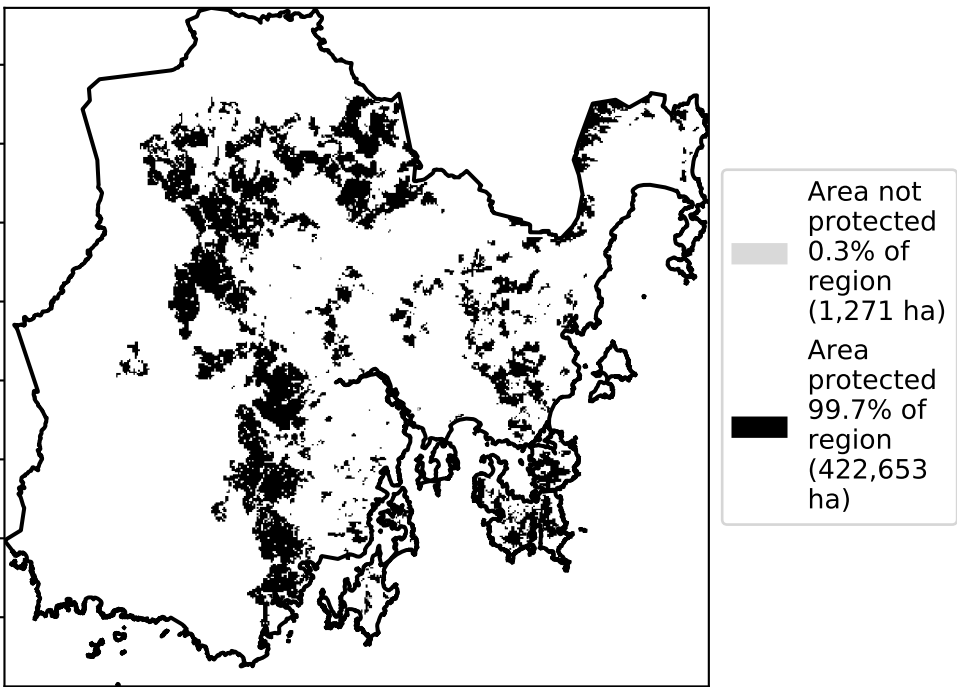 Area not
protected
0.3% of
region
(1,271 ha)
Area
protected
99.7% of
region
(422,653
ha)